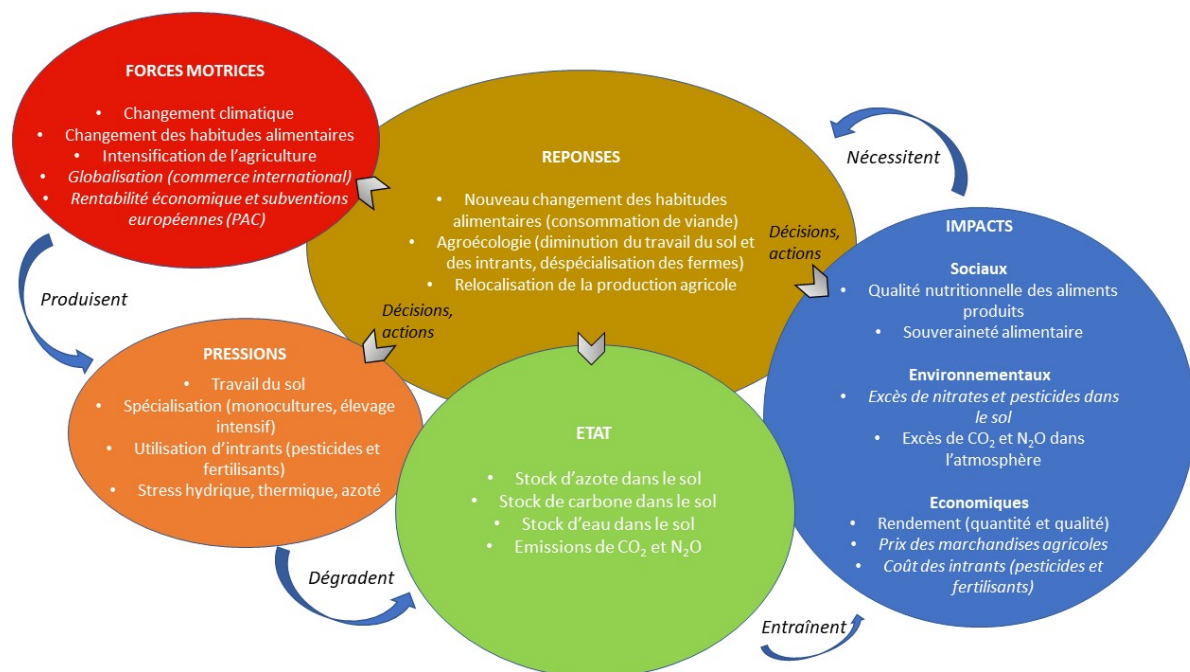 FORCES MOTRICES
• Changement climatique
• Changement des habitudes alimentaires
• Intensification de l'agriculture
• Globalisation (commerce international)
• Rentabilité économique et subventions
européennes (PAC)
REPONSES
• Nouveau changement des habitudes
alimentaires (consommation de viande)
• Agroécologie (diminution du travail du sol et
des intrants, déspécialisation des fermes)
• Relocalisation de la production agricole
Nécessitent
Décisions,
actions
IMPACTS
Sociaux
• Qualité nutritionnelle des aliments
produits
• Souveraineté alimentaire
Environnementaux
• Excès de nitrates et pesticides dans
le sol
• Excès de CO₂ et N₂O dans
l'atmosphère
Economiques
• Rendement (quantité et qualité)
• Prix des marchandises agricoles
• Coût des intrants (pesticides et
fertilisants)
Produisent
Décisions,
actions
PRESSIONS
• Travail du sol
• Spécialisation (monocultures, élevage
intensif)
• Utilisation d'intrants (pesticides et
fertilisants)
• Stress hydrique, thermique, azoté
ETAT
• Stock d'azote dans le sol
• Stock de carbone dans le sol
• Stock d'eau dans le sol
• Emissions de CO₂ et N₂O
Dégradent
Entraînent